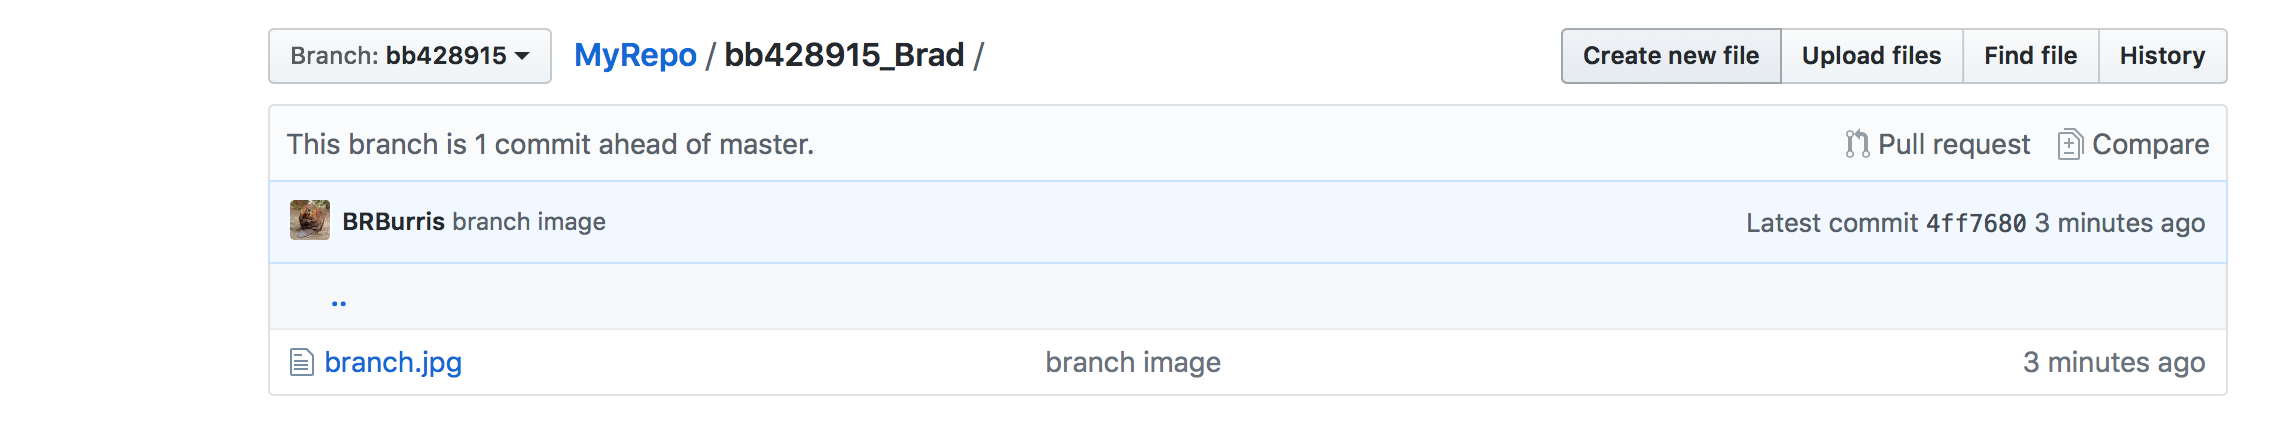 Branch: bb428915 MyRepo / bb428915_Brad / Create new file Upload files Find file History
This branch is 1 commit ahead of master. Pull request Compare
BRBurris branch image Latest commit 4ff7680 3 minutes ago
..
branch.jpg branch image 3 minutes ago